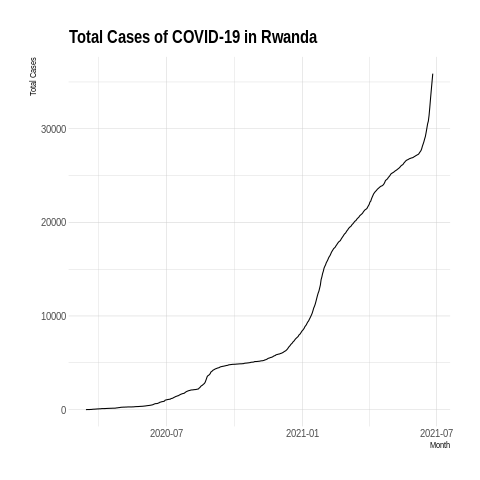 Total Cases of COVID-19 in Rwanda
Total Cases
30000
20000
10000
0
2020-07
2021-01
2021-07
Month